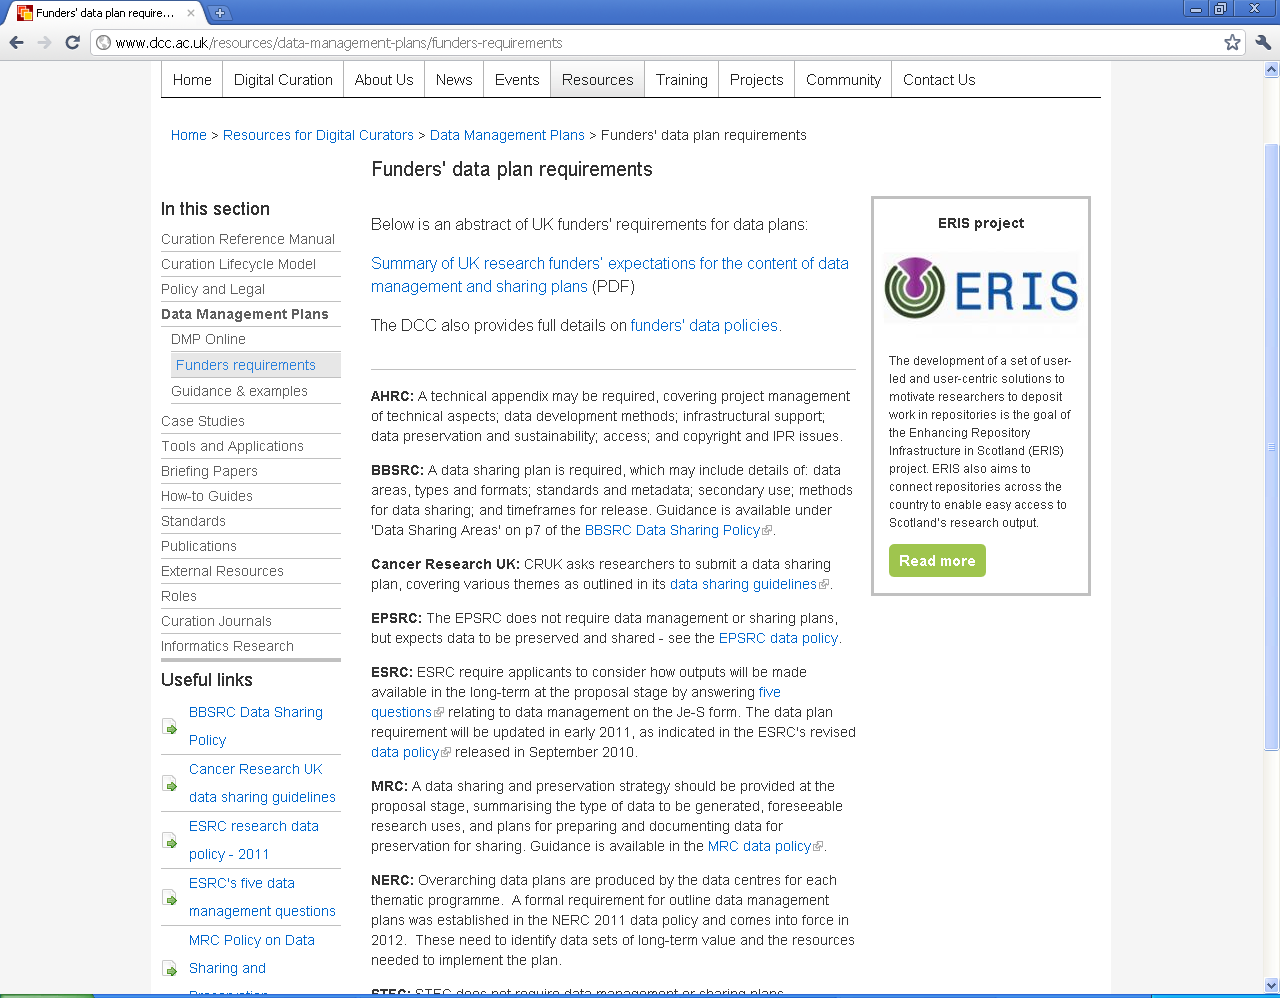 Funders' data plan require...
www.dcc.ac.uk/resources/data-management-plans/funders-requirements
Home
Digital Curation
About Us
News
Events
Resources
Training
Projects
Community
Contact Us
Home > Resources for Digital Curators > Data Management Plans > Funders' data plan requirements
Funders' data plan requirements
In this section
Curation Reference Manual
Curation Lifecycle Model
Policy and Legal
Data Management Plans
DMP Online
Funders requirements
Guidance & examples
Case Studies
Tools and Applications
Briefing Papers
How-to Guides
Standards
Publications
External Resources
Roles
Curation Journals
Informatics Research
Useful links
BBSRC Data Sharing
Policy
Cancer Research UK
data sharing guidelines
ESRC research data
policy - 2011
ESRC's five data
management questions
MRC Policy on Data
Sharing and
Preservation
Below is an abstract of UK funders' requirements for data plans:
Summary of UK research funders' expectations for the content of data
management and sharing plans (PDF)
The DCC also provides full details on funders' data policies.
AHRC: A technical appendix may be required, covering project management
of technical aspects; data development methods; infrastructural support;
data preservation and sustainability; access; and copyright and IPR issues.
BBSRC: A data sharing plan is required, which may include details of: data
areas, types and formats; standards and metadata; secondary use; methods
for data sharing; and timeframes for release. Guidance is available under
'Data Sharing Areas' on p7 of the BBSRC Data Sharing Policy.
Cancer Research UK: CRUK asks researchers to submit a data sharing
plan, covering various themes as outlined in its data sharing guidelines.
EPSRC: The EPSRC does not require data management or sharing plans,
but expects data to be preserved and shared - see the EPSRC data policy.
ESRC: ESRC require applicants to consider how outputs will be made
available in the long-term at the proposal stage by answering five
questions relating to data management on the Je-S form. The data plan
requirement will be updated in early 2011, as indicated in the ESRC's revised
data policy released in September 2010.
MRC: A data sharing and preservation strategy should be provided at the
proposal stage, summarising the type of data to be generated, foreseeable
research uses, and plans for preparing and documenting data for
preservation for sharing. Guidance is available in the MRC data policy.
NERC: Overarching data plans are produced by the data centres for each
thematic programme. A formal requirement for outline data management
plans was established in the NERC 2011 data policy and comes into force in
2012. These need to identify data sets of long-term value and the resources
needed to implement the plan.
STFC: STFC does not require data management or sharing plans
ERIS project
ERIS
The development of a set of user-
led and user-centric solutions to
motivate researchers to deposit
work in repositories is the goal of
the Enhancing Repository
Infrastructure in Scotland (ERIS)
project. ERIS also aims to
connect repositories across the
country to enable easy access to
Scotland's research output.
Read more